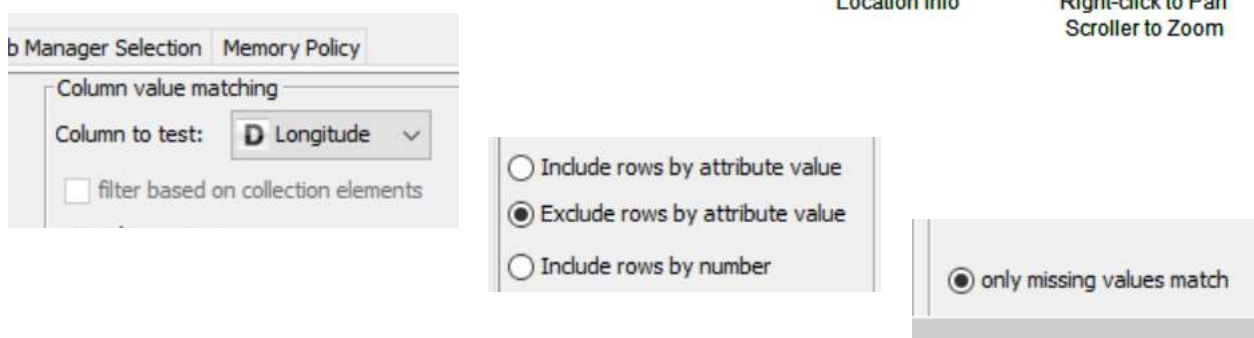 Location Info
Right-click to Pan
Scroller to Zoom
b Manager Selection
Memory Policy
Column value matching
Column to test:
D Longitude
filter based on collection elements
Include rows by attribute value
Exclude rows by attribute value
Include rows by number
only missing values match